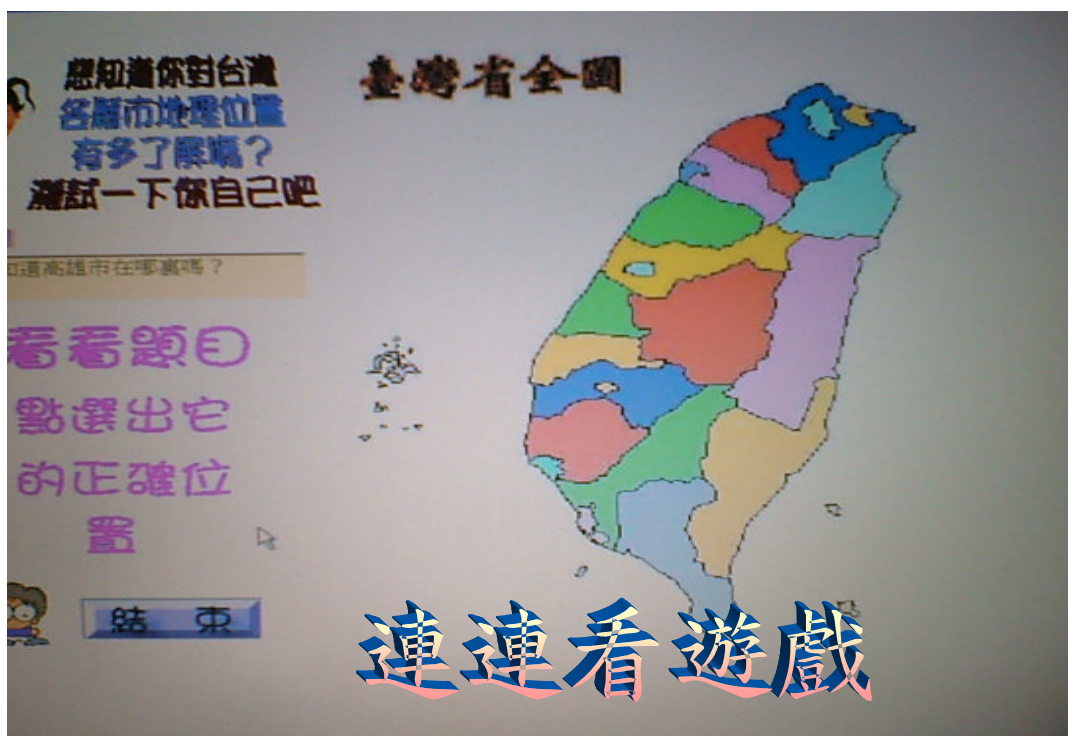 想知道你對台灣
各縣市地理位置
有多了解嗎？
測試一下你自己吧
臺灣省全圖
知道高雄市在哪裏嗎？
看看題目
點選出它
的正確位
置
結 束
連連看遊戲